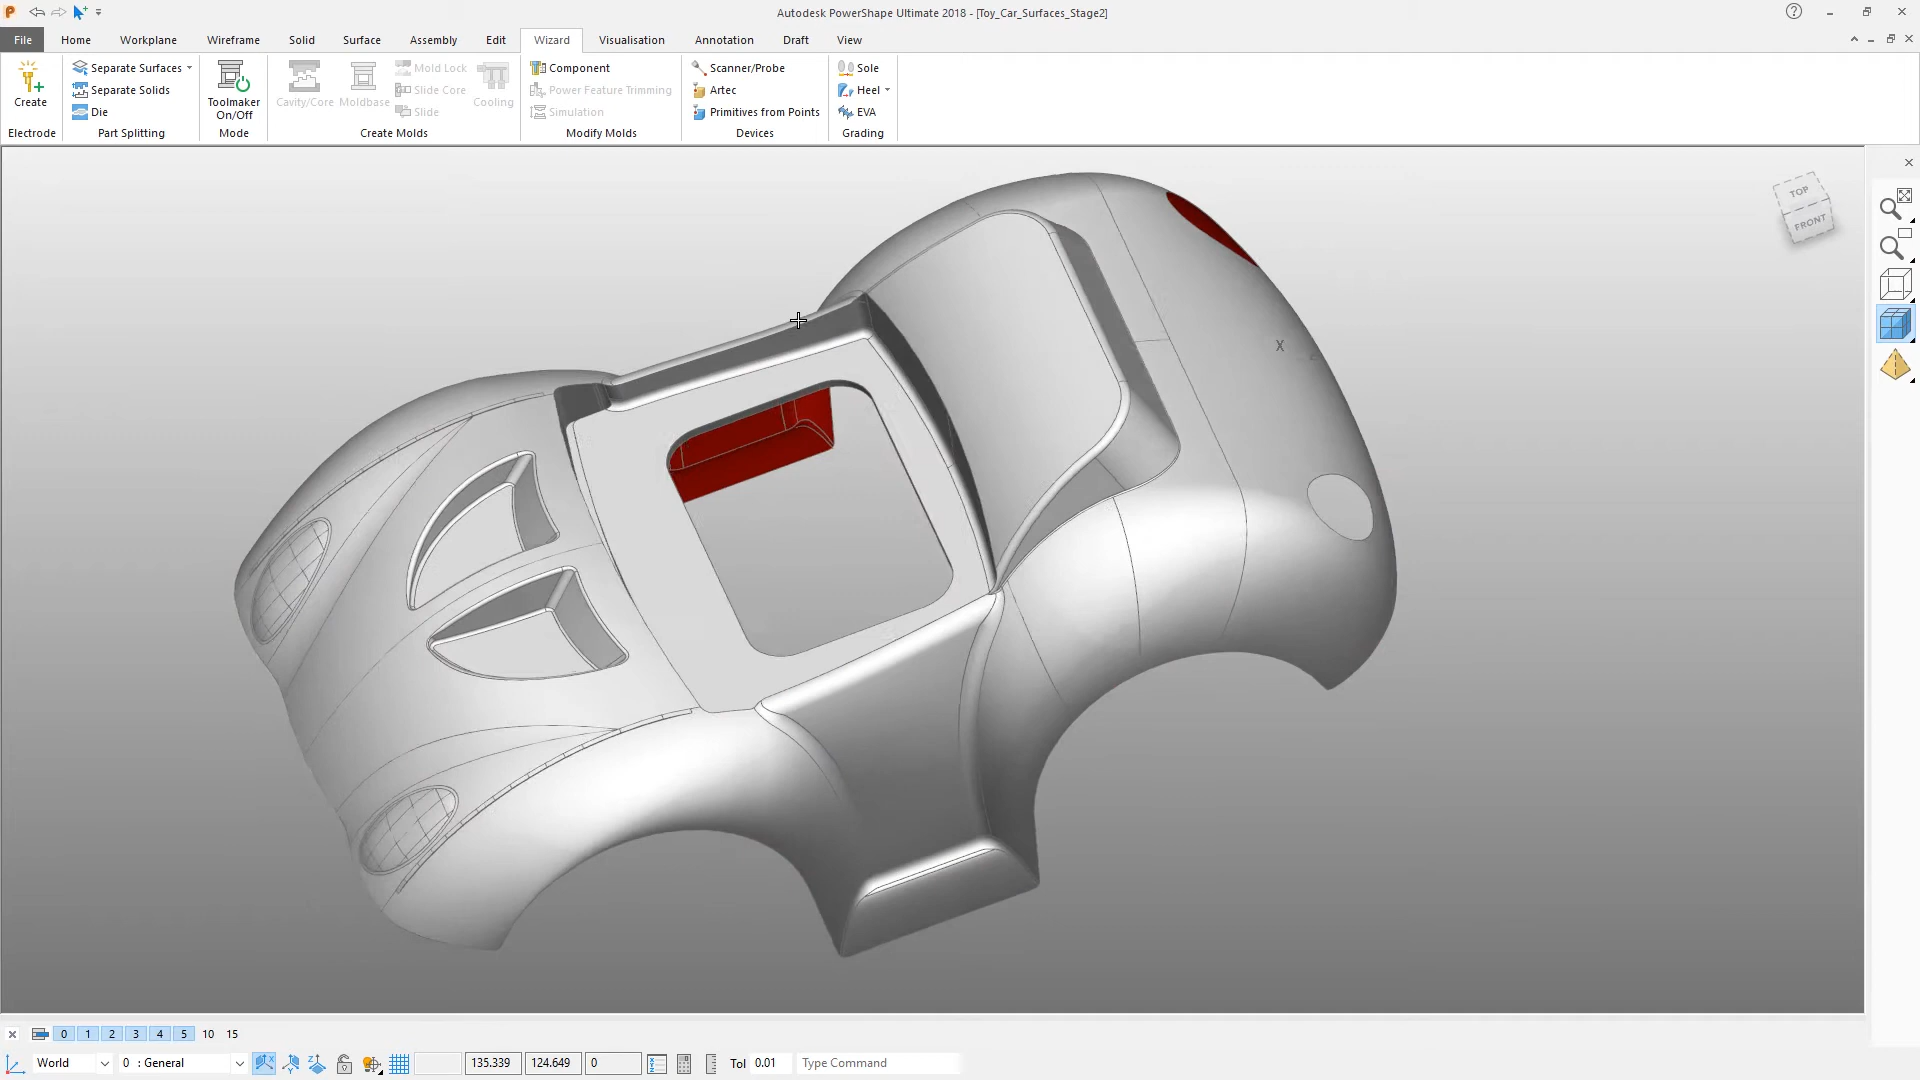 Autodesk PowerShape Ultimate 2018 - [Toy_Car_Surfaces_Stage2]
File Home Workplane Wireframe Solid Surface Assembly Edit Wizard Visualisation Annotation Draft View
Create
Electrode
Separate Surfaces
Separate Solids
Die
Part Splitting
Toolmaker
On/Off
Mode
Cavity/Core
Moldbase
Mold Lock
Slide Core
Slide
Cooling
Create Molds
Component
Power Feature Trimming
Simulation
Modify Molds
Scanner/Probe
Artec
Primitives from Points
Devices
Sole
Heel
EVA
Grading
TOP
FRONT
X
0 1 2 3 4 5 10 15
World 0 : General 135.339 124.649 0 Tol 0.01 Type Command